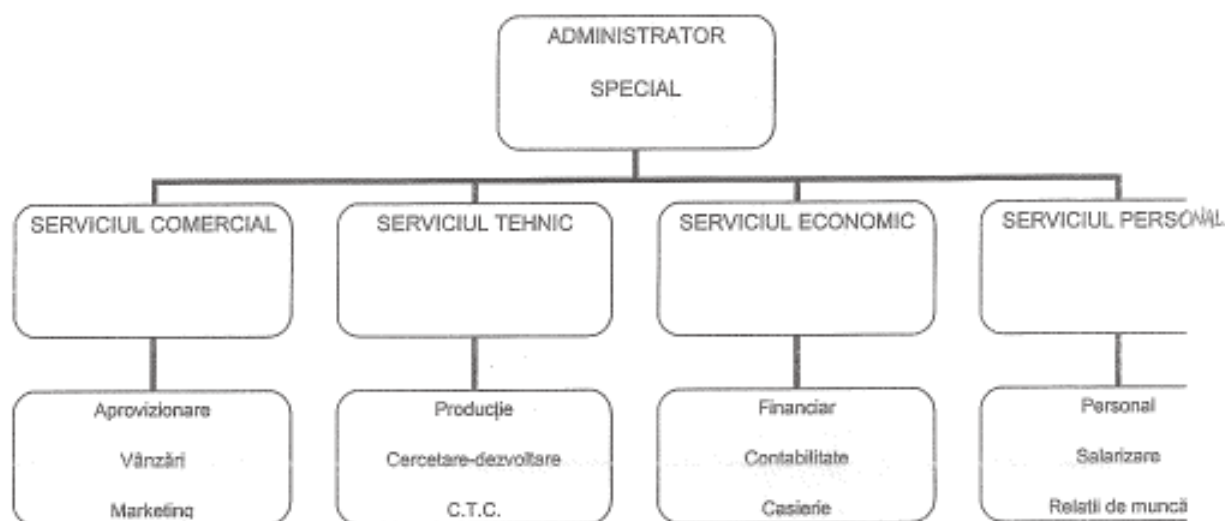 ADMINISTRATOR
SPECIAL
SERVICIUL COMERCIAL
SERVICIUL TEHNIC
SERVICIUL ECONOMIC
SERVICIUL PERSONAL
Aprovizionare
Vânzări
Marketing
Producție
Cercetare-dezvoltare
C.T.C.
Financiar
Contabilitate
Casierie
Personal
Salarizare
Relatii de muncă